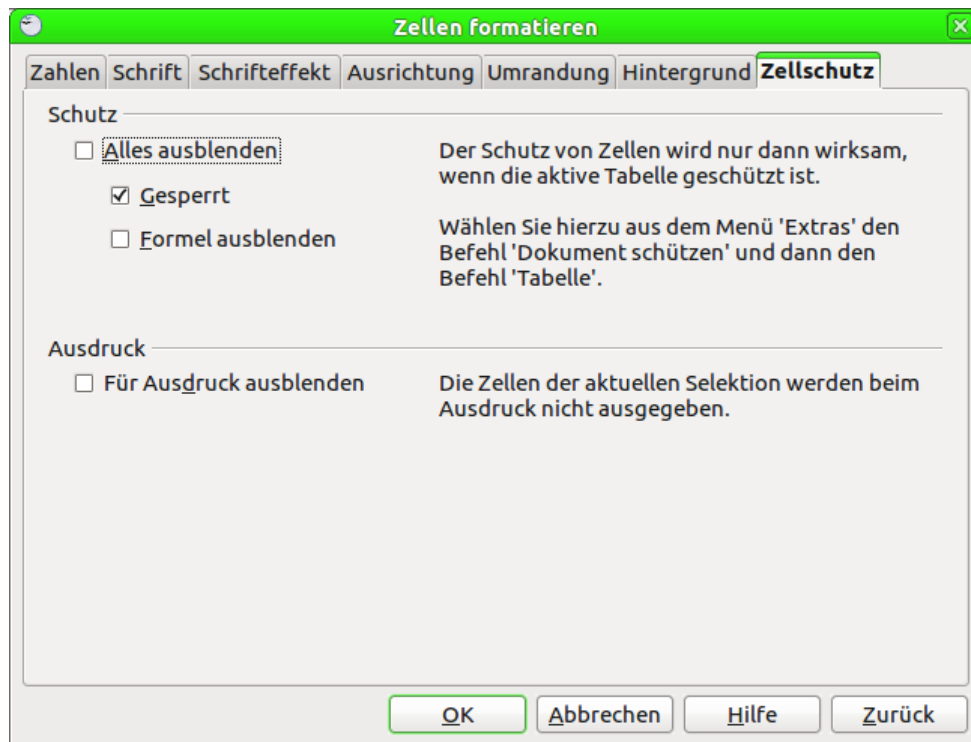 Zellen formatieren
Zahlen Schrift Schrifteffekt Ausrichtung Umrandung Hintergrund Zellschutz
Schutz
Alles ausblenden
Gesperrt
Formel ausblenden
Der Schutz von Zellen wird nur dann wirksam,
wenn die aktive Tabelle geschützt ist.
Wählen Sie hierzu aus dem Menü 'Extras' den
Befehl 'Dokument schützen' und dann den
Befehl 'Tabelle'.
Ausdruck
Für Ausdruck ausblenden
Die Zellen der aktuellen Selektion werden beim
Ausdruck nicht ausgegeben.
OK Abbrechen Hilfe Zurück